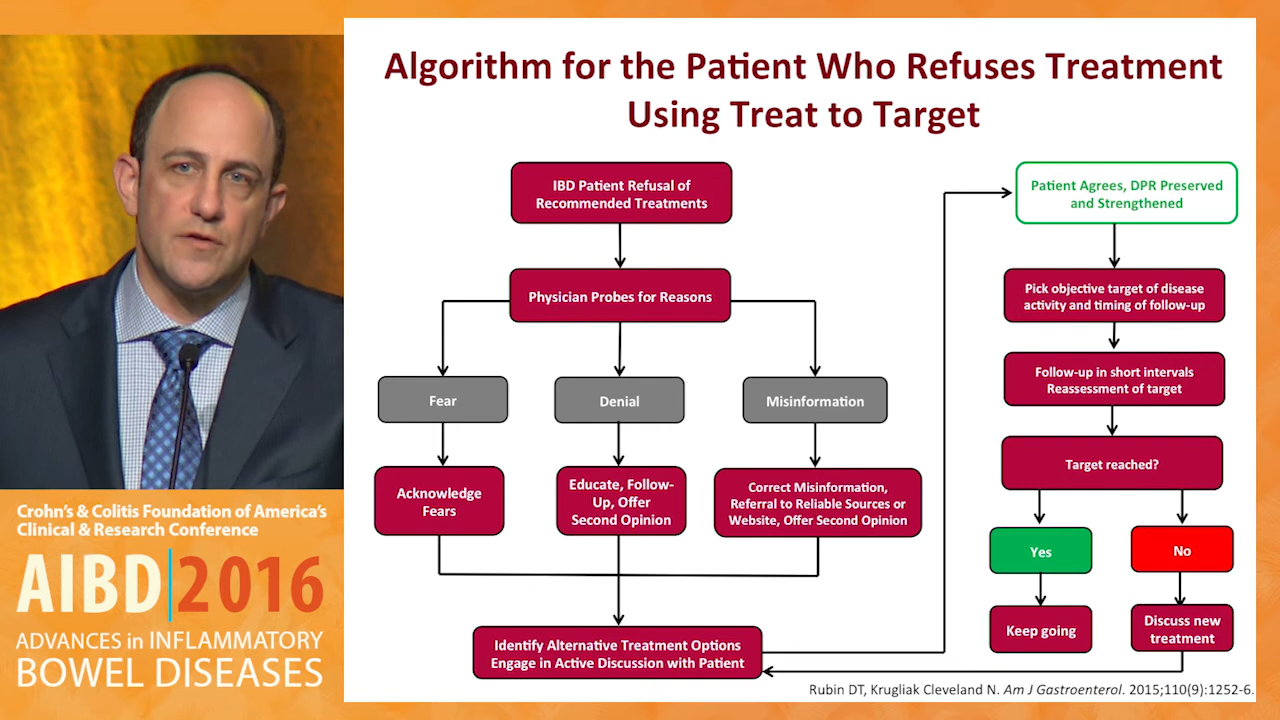 Algorithm for the Patient Who Refuses Treatment
Using Treat to Target
IBD Patient Refusal of
Recommended Treatments
Physician Probes for Reasons
Fear
Denial
Misinformation
Acknowledge
Fears
Educate, Follow-
Up, Offer
Second Opinion
Correct Misinformation,
Referral to Reliable Sources or
Website, Offer Second Opinion
Identify Alternative Treatment Options
Engage in Active Discussion with Patient
Patient Agrees, DPR Preserved
and Strengthened
Pick objective target of disease
activity and timing of follow-up
Follow-up in short intervals
Reassessment of target
Target reached?
Yes
No
Keep going
Discuss new
treatment
Rubin DT, Krugliak Cleveland N. Am J Gastroenterol. 2015;110(9):1252-6.
Crohn's & Colitis Foundation of America's
Clinical & Research Conference
AIBD|2016
ADVANCES in INFLAMMATORY
BOWEL DISEASES